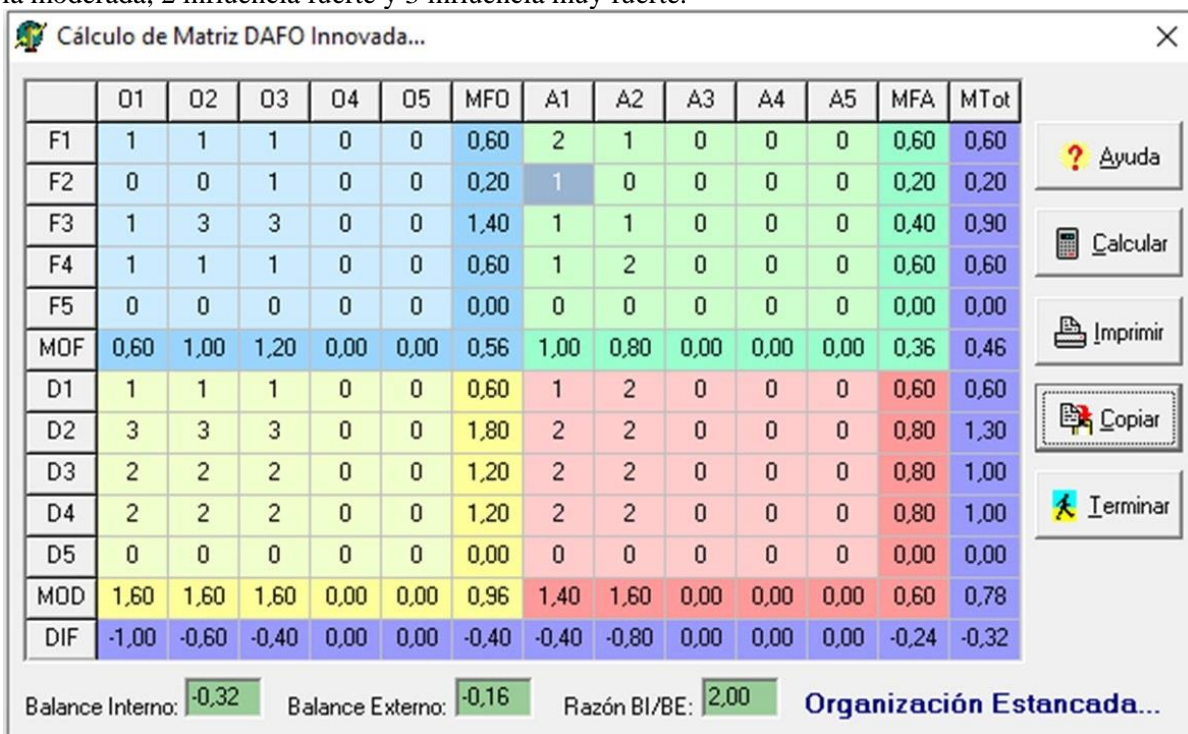 la moderada, 2 influencia fuerte y 3 influencia muy fuerte.
Cálculo de Matriz DAFO Innovada...
O1 O2 O3 O4 O5 MFO A1 A2 A3 A4 A5 MFA MTot
F1 1 1 1 0 0 0,60 2 1 0 0 0 0,60 0,60
F2 0 0 1 0 0 0,20 1 0 0 0 0 0,20 0,20
F3 1 3 3 0 0 1,40 1 1 0 0 0 0,40 0,90
F4 1 1 1 0 0 0,60 1 2 0 0 0 0,60 0,60
F5 0 0 0 0 0 0,00 0 0 0 0 0 0,00 0,00
MOF 0,60 1,00 1,20 0,00 0,00 0,56 1,00 0,80 0,00 0,00 0,00 0,36 0,46
D1 1 1 1 0 0 0,60 1 2 0 0 0 0,60 0,60
D2 3 3 3 0 0 1,80 2 2 0 0 0 0,80 1,30
D3 2 2 2 0 0 1,20 2 2 0 0 0 0,80 1,00
D4 2 2 2 0 0 1,20 2 2 0 0 0 0,80 1,00
D5 0 0 0 0 0 0,00 0 0 0 0 0 0,00 0,00
MOD 1,60 1,60 1,60 0,00 0,00 0,96 1,40 1,60 0,00 0,00 0,00 0,60 0,78
DIF -1,00 -0,60 -0,40 0,00 0,00 -0,40 -0,40 -0,80 0,00 0,00 0,00 -0,24 -0,32
Ayuda
Calcular
Imprimir
Copiar
Terminar
Balance Interno: -0,32 Balance Externo: -0,16 Razón BI/BE: 2,00 Organización Estancada...